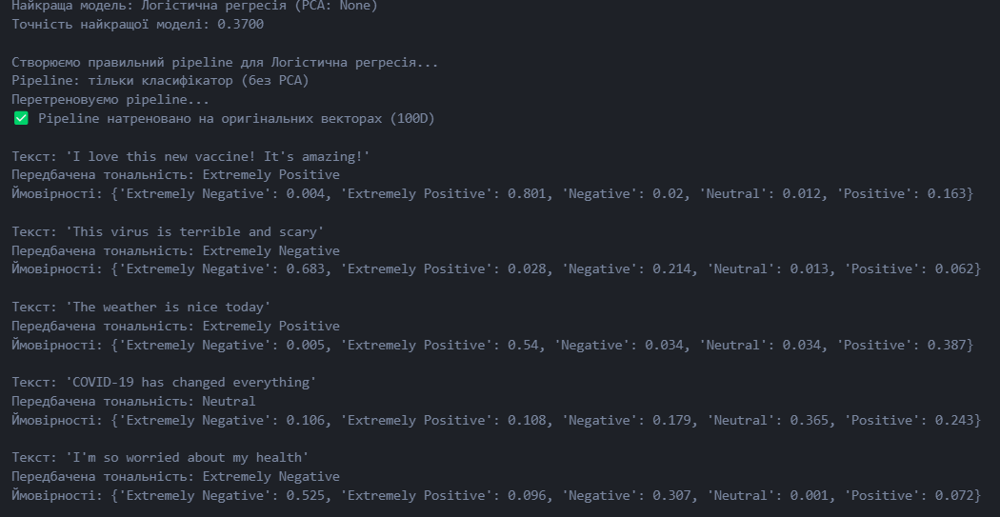 Найкраща модель: Логістична регресія (PCA: None)
Точність найкращої моделі: 0.3700
Створюємо правильний pipeline для Логістична регресія...
Pipeline: тільки класифікатор (без PCA)
Перетреновуємо pipeline...
✅ Pipeline натреновано на оригінальних векторах (100D)
Текст: 'I love this new vaccine! It's amazing!'
Передбачена тональність: Extremely Positive
Ймовірності: {'Extremely Negative': 0.004, 'Extremely Positive': 0.801, 'Negative': 0.02, 'Neutral': 0.012, 'Positive': 0.163}
Текст: 'This virus is terrible and scary'
Передбачена тональність: Extremely Negative
Ймовірності: {'Extremely Negative': 0.683, 'Extremely Positive': 0.028, 'Negative': 0.214, 'Neutral': 0.013, 'Positive': 0.062}
Текст: 'The weather is nice today'
Передбачена тональність: Extremely Positive
Ймовірності: {'Extremely Negative': 0.005, 'Extremely Positive': 0.54, 'Negative': 0.034, 'Neutral': 0.034, 'Positive': 0.387}
Текст: 'COVID-19 has changed everything'
Передбачена тональність: Neutral
Ймовірності: {'Extremely Negative': 0.106, 'Extremely Positive': 0.108, 'Negative': 0.179, 'Neutral': 0.365, 'Positive': 0.243}
Текст: 'I'm so worried about my health'
Передбачена тональність: Extremely Negative
Ймовірності: {'Extremely Negative': 0.525, 'Extremely Positive': 0.096, 'Negative': 0.307, 'Neutral': 0.001, 'Positive': 0.072}